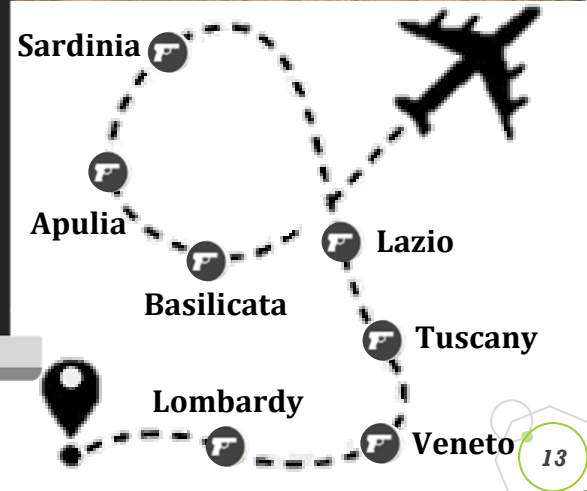 Sardinia
Apulia
Lazio
Basilicata
Tuscany
Lombardy
Veneto
13